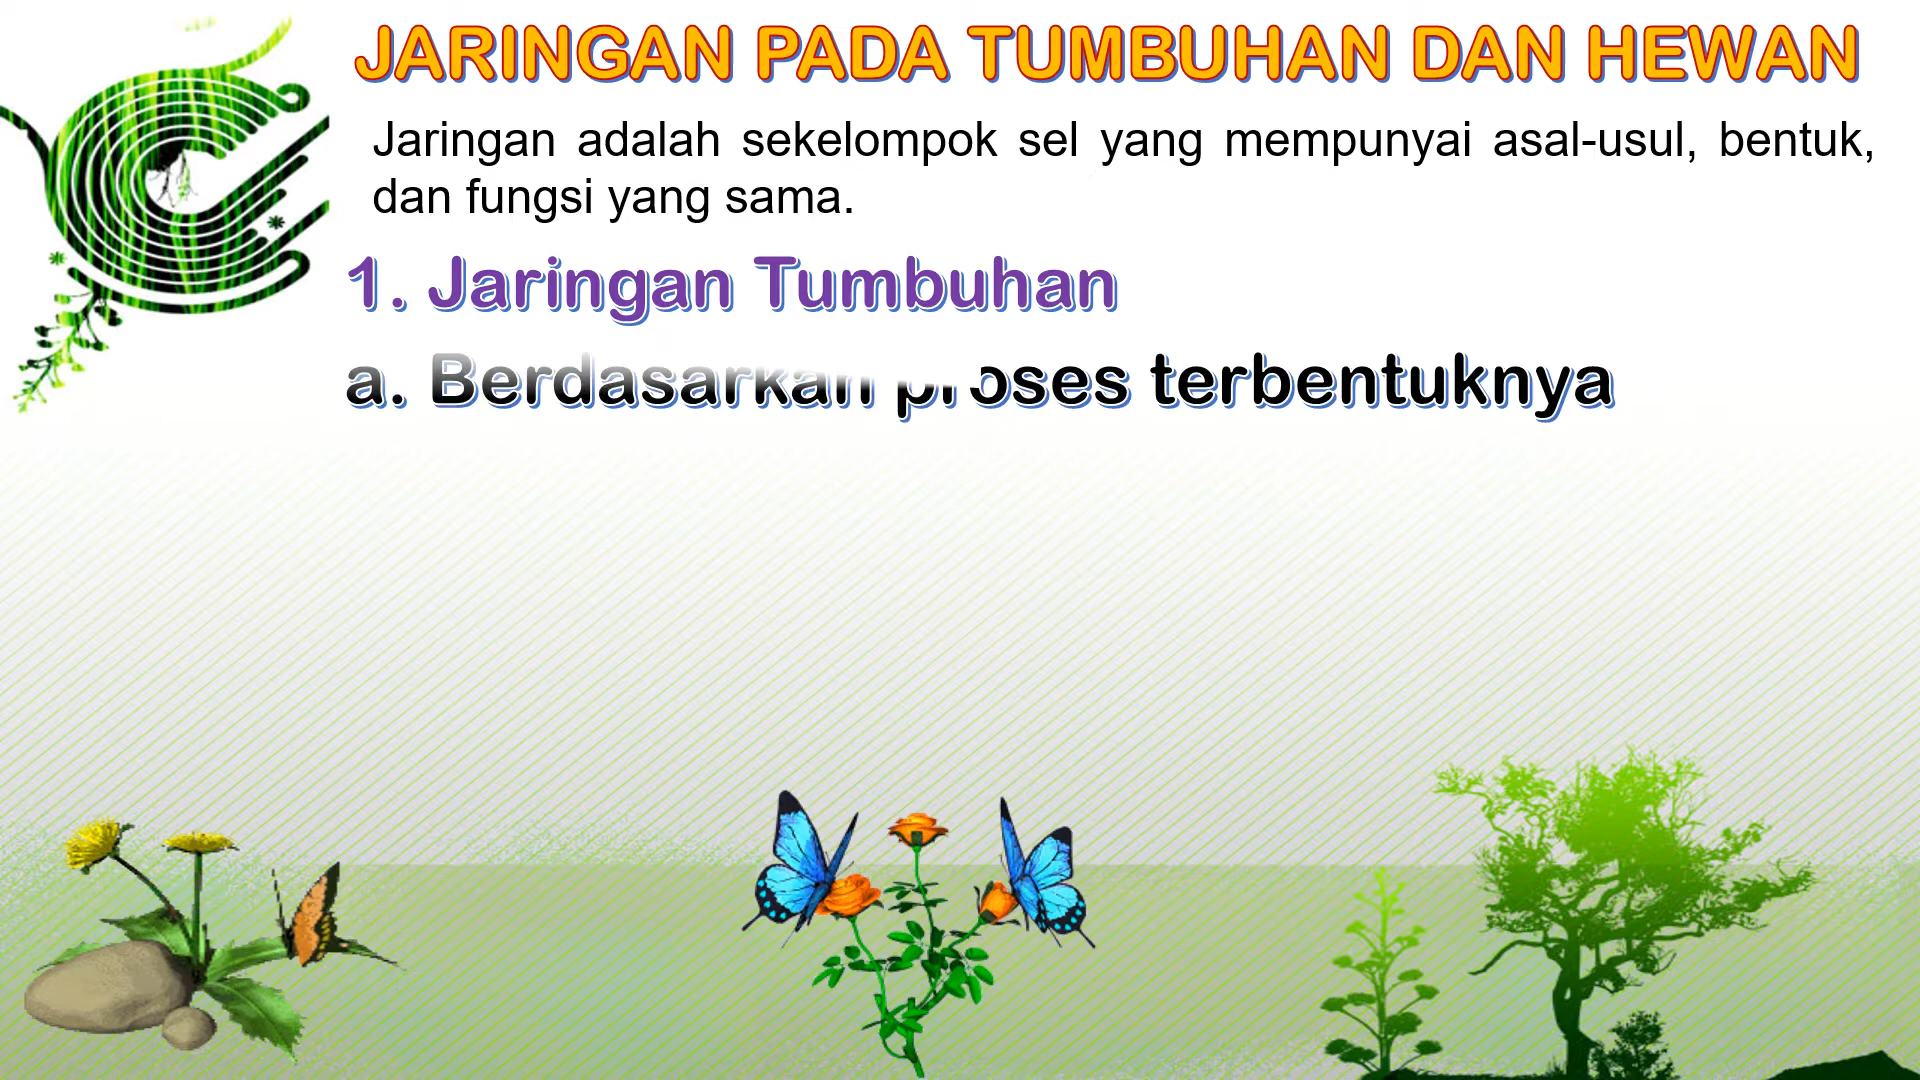 JARINGAN PADA TUMBUHAN DAN HEWAN
Jaringan adalah sekelompok sel yang mempunyai asal-usul, bentuk,
dan fungsi yang sama.
1. Jaringan Tumbuhan
a. Berdasarkan proses terbentuknya